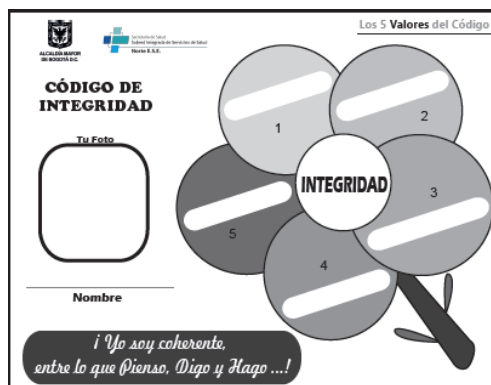 ALCALDÍA MAYOR
DE BOGOTÁ D.C.
Secretaría de Salud
Subred Integrada de Servicios de Salud
Norte E.S.E.
Los 5 Valores del Código
CÓDIGO DE
INTEGRIDAD
Tu Foto
1
2
INTEGRIDAD
3
5
4
Nombre
¡ Yo soy coherente,
entre lo que Pienso, Digo y Hago ...!